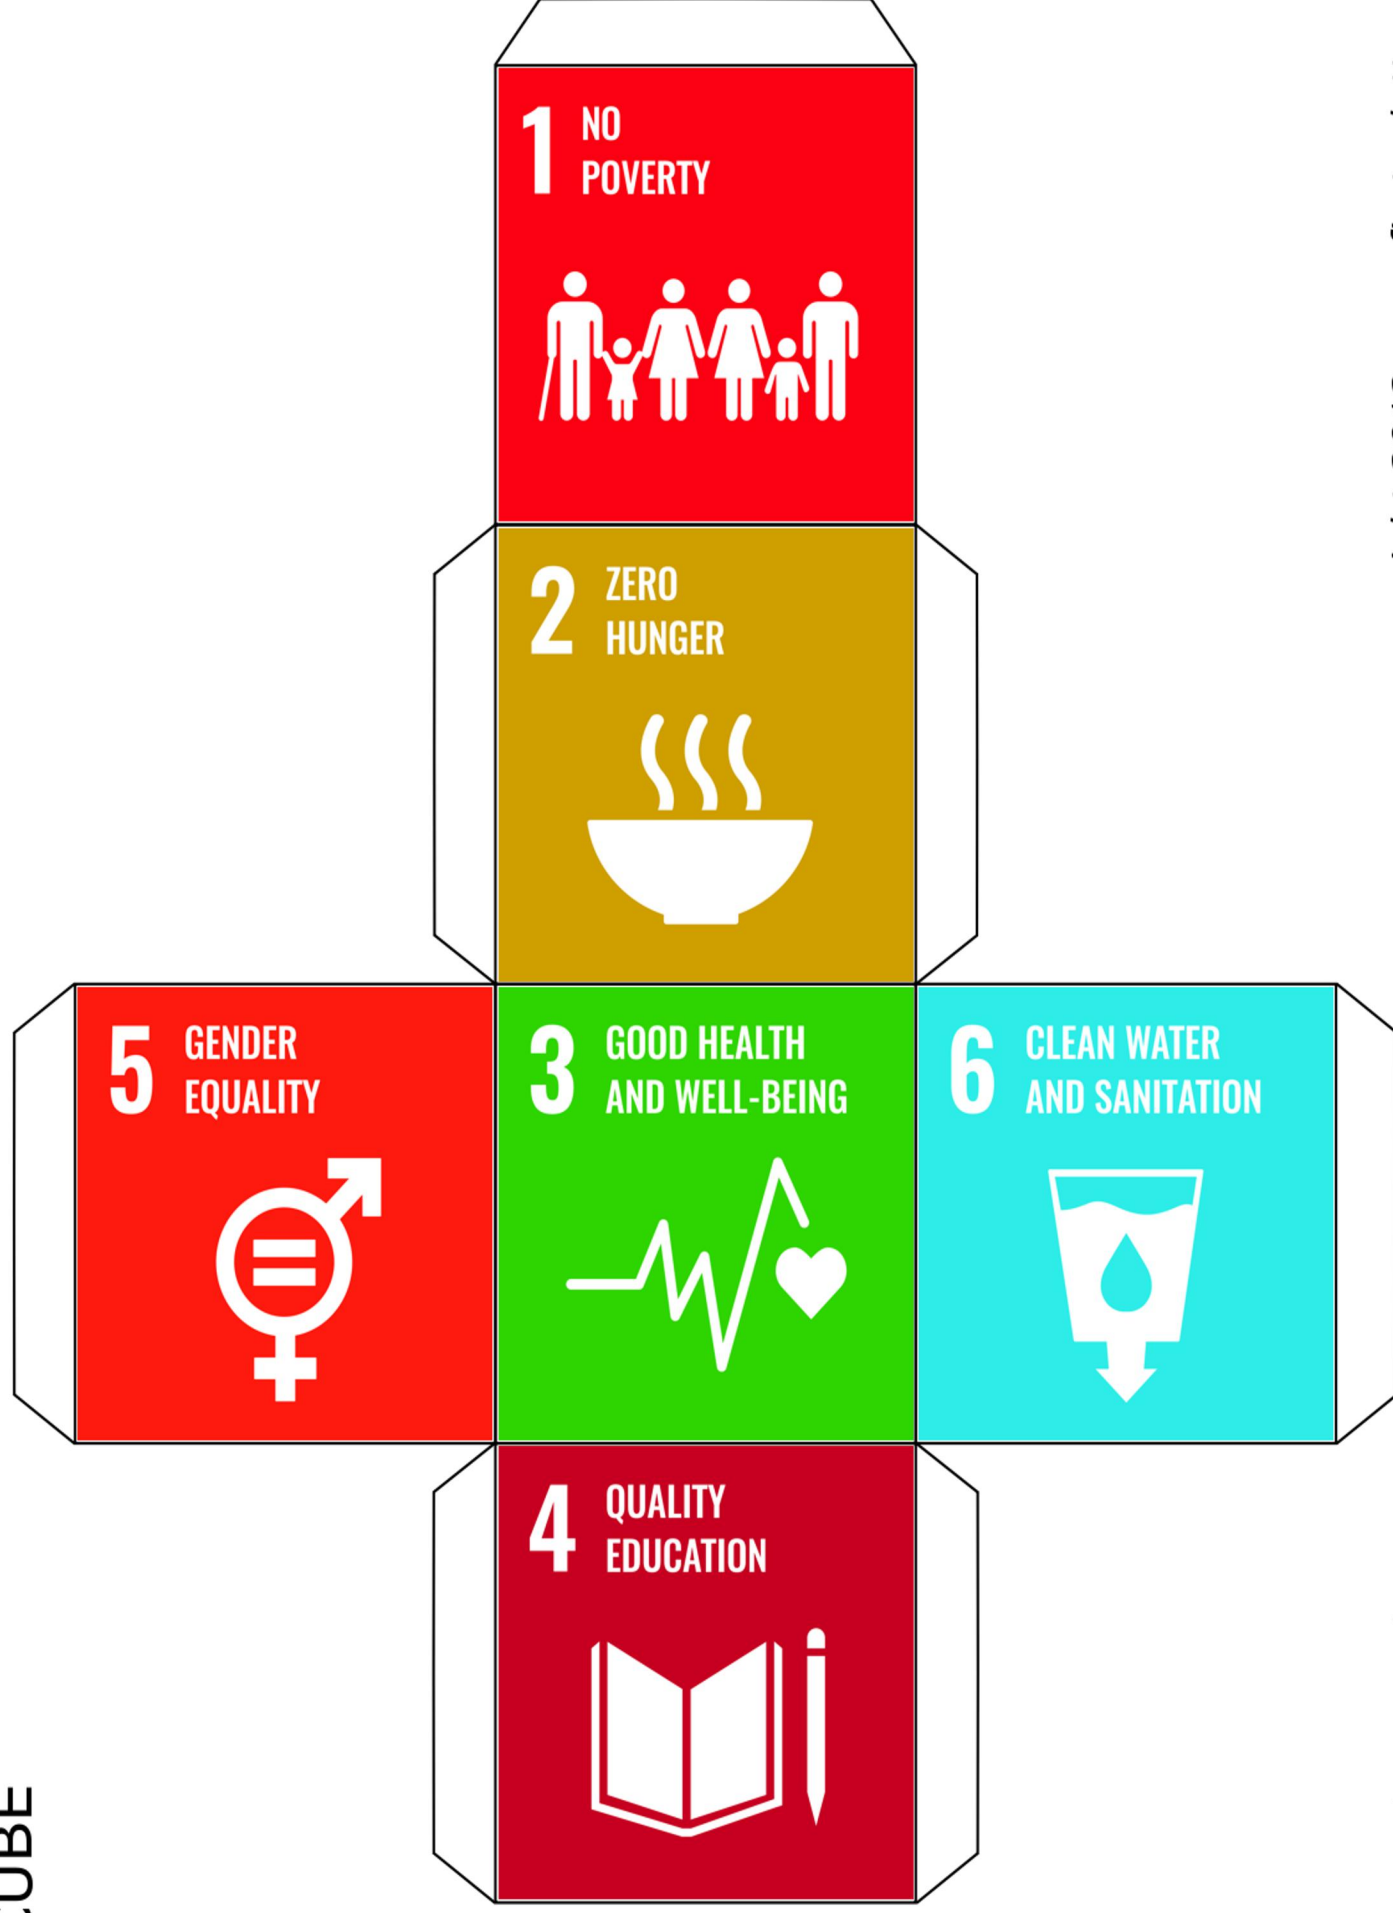 1 NO
POVERTY
2 ZERO
HUNGER
5 GENDER
EQUALITY
3 GOOD HEALTH
AND WELL-BEING
6 CLEAN WATER
AND SANITATION
4 QUALITY
EDUCATION